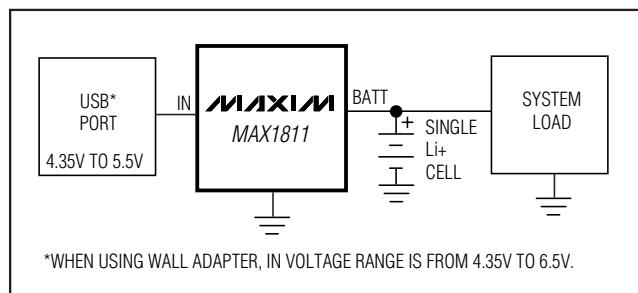 USB*
PORT
4.35V TO 5.5V
IN
MAXIM
MAX1811
BATT
+
SINGLE
Li+
CELL
SYSTEM
LOAD
*WHEN USING WALL ADAPTER, IN VOLTAGE RANGE IS FROM 4.35V TO 6.5V.